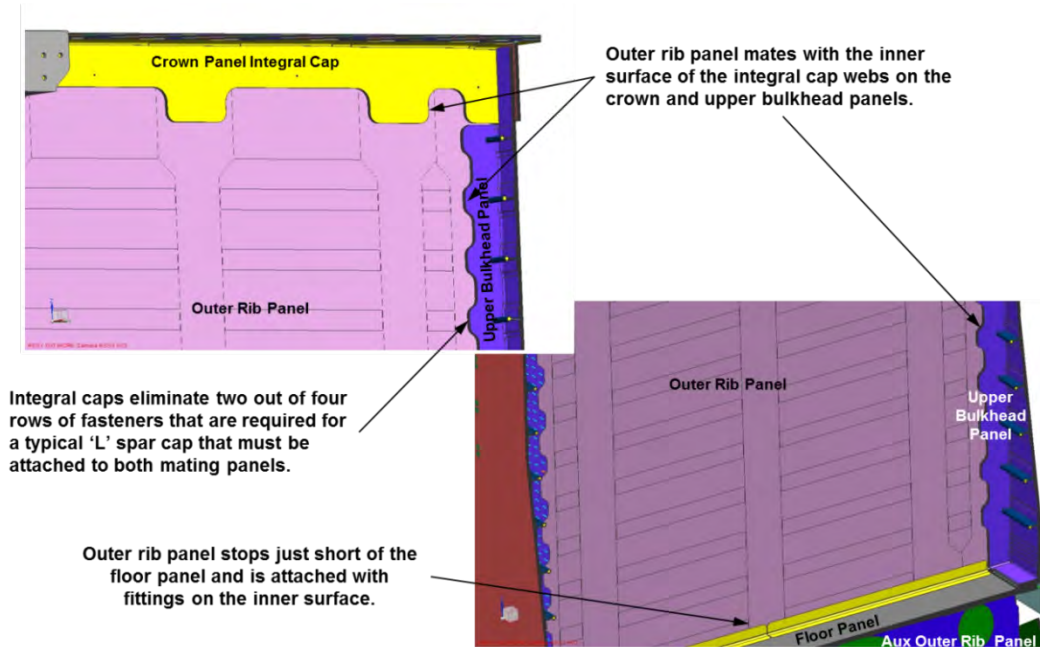 Crown Panel Integral Cap
Outer rib panel mates with the inner
surface of the integral cap webs on the
crown and upper bulkhead panels.
Upper Bulkhead Panel
Outer Rib Panel
Integral caps eliminate two out of four
rows of fasteners that are required for
a typical ‘L’ spar cap that must be
attached to both mating panels.
Outer Rib Panel
Upper
Bulkhead
Panel
Outer rib panel stops just short of the
floor panel and is attached with
fittings on the inner surface.
Floor Panel
Aux Outer Rib Panel